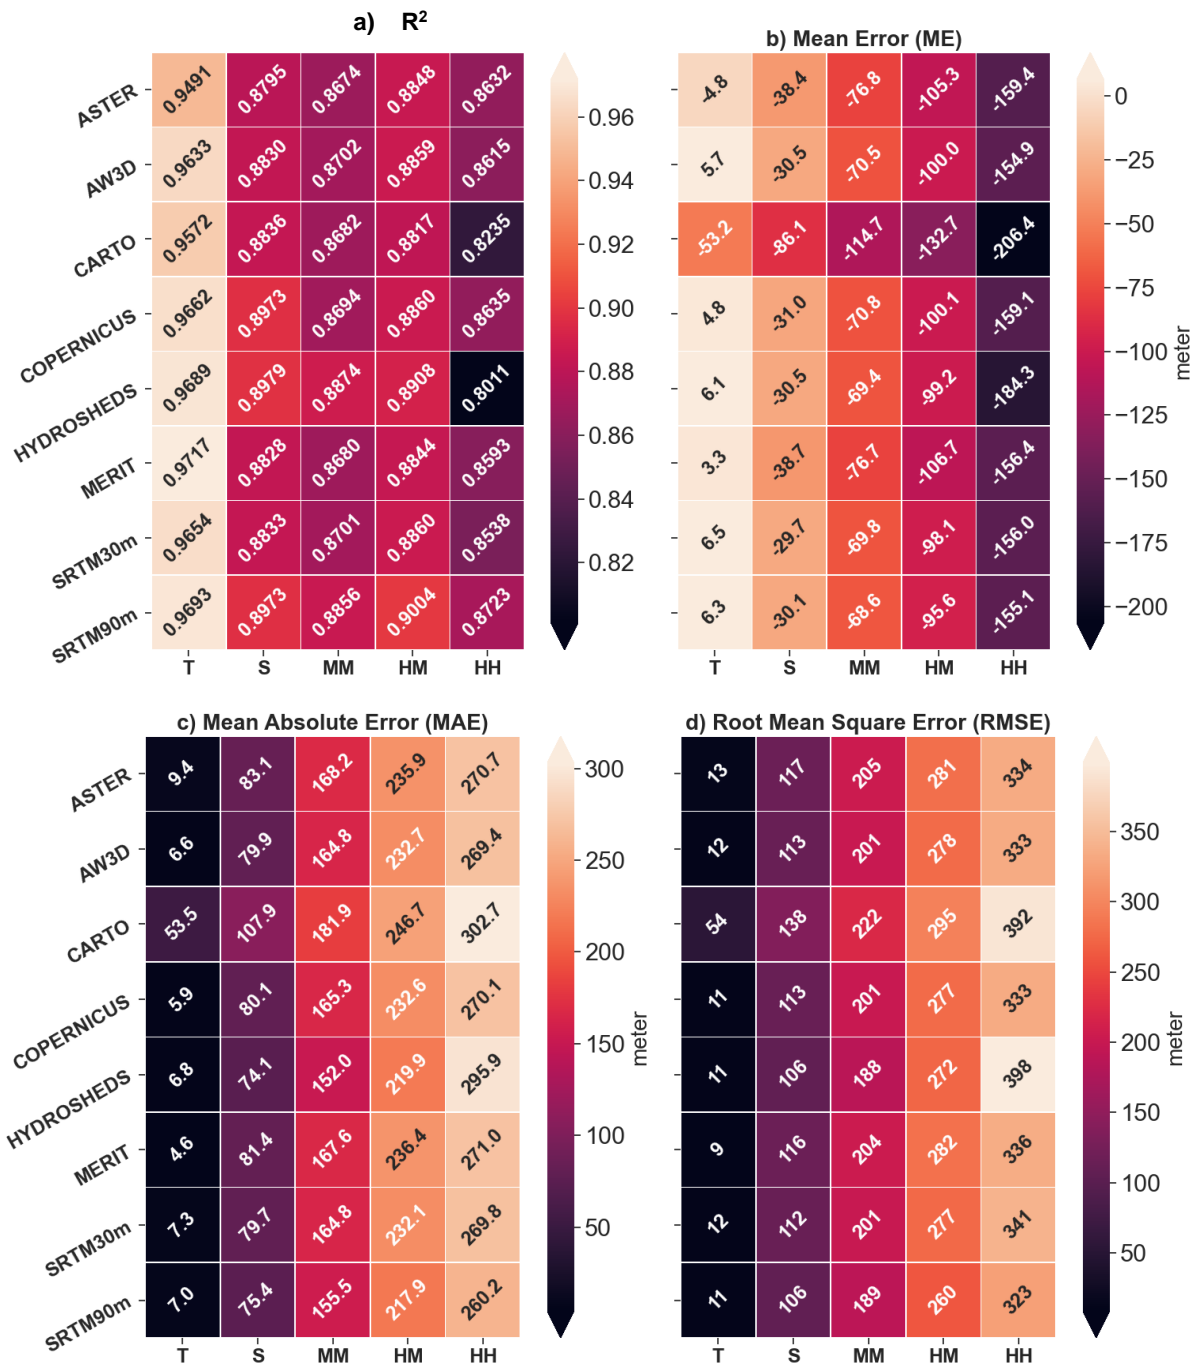 a) R²
b) Mean Error (ME)
ASTER 0.9491 0.8795 0.8674 0.8848 0.8632
AW3D 0.9633 0.8830 0.8702 0.8859 0.8615
CARTO 0.9572 0.8836 0.8682 0.8817 0.8235
COPERNICUS 0.9662 0.8973 0.8694 0.8860 0.8635
HYDROSHEDS 0.9689 0.8979 0.8874 0.8908 0.8011
MERIT 0.9717 0.8828 0.8680 0.8844 0.8593
SRTM30m 0.9654 0.8833 0.8701 0.8860 0.8538
SRTM90m 0.9693 0.8973 0.8856 0.9004 0.8723
T S MM HM HH
0.96
0.94
0.92
0.90
0.88
0.86
0.84
0.82
-4.8 -38.4 -76.8 -105.3 -159.4
5.7 -30.5 -70.5 -100.0 -154.9
-53.2 -86.1 -114.7 -132.7 -206.4
4.8 -31.0 -70.8 -100.1 -159.1
6.1 -30.5 -69.4 -99.2 -184.3
3.3 -38.7 -76.7 -106.7 -156.4
6.5 -29.7 -69.8 -98.1 -156.0
6.3 -30.1 -68.6 -95.6 -155.1
T S MM HM HH
0
−25
−50
−75
−100
−125
−150
−175
−200
meter
c) Mean Absolute Error (MAE)
d) Root Mean Square Error (RMSE)
ASTER 9.4 83.1 168.2 235.9 270.7
AW3D 6.6 79.9 164.8 232.7 269.4
CARTO 53.5 107.9 181.9 246.7 302.7
COPERNICUS 5.9 80.1 165.3 232.6 270.1
HYDROSHEDS 6.8 74.1 152.0 219.9 295.9
MERIT 4.6 81.4 167.6 236.4 271.0
SRTM30m 7.3 79.7 164.8 232.1 269.8
SRTM90m 7.0 75.4 155.5 217.9 260.2
T S MM HM HH
300
250
200
150
100
50
meter
13 117 205 281 334
12 113 201 278 333
54 138 222 295 392
11 113 201 277 333
11 106 188 272 398
9 116 204 282 336
12 112 201 277 341
11 106 189 260 323
T S MM HM HH
350
300
250
200
150
100
50
meter